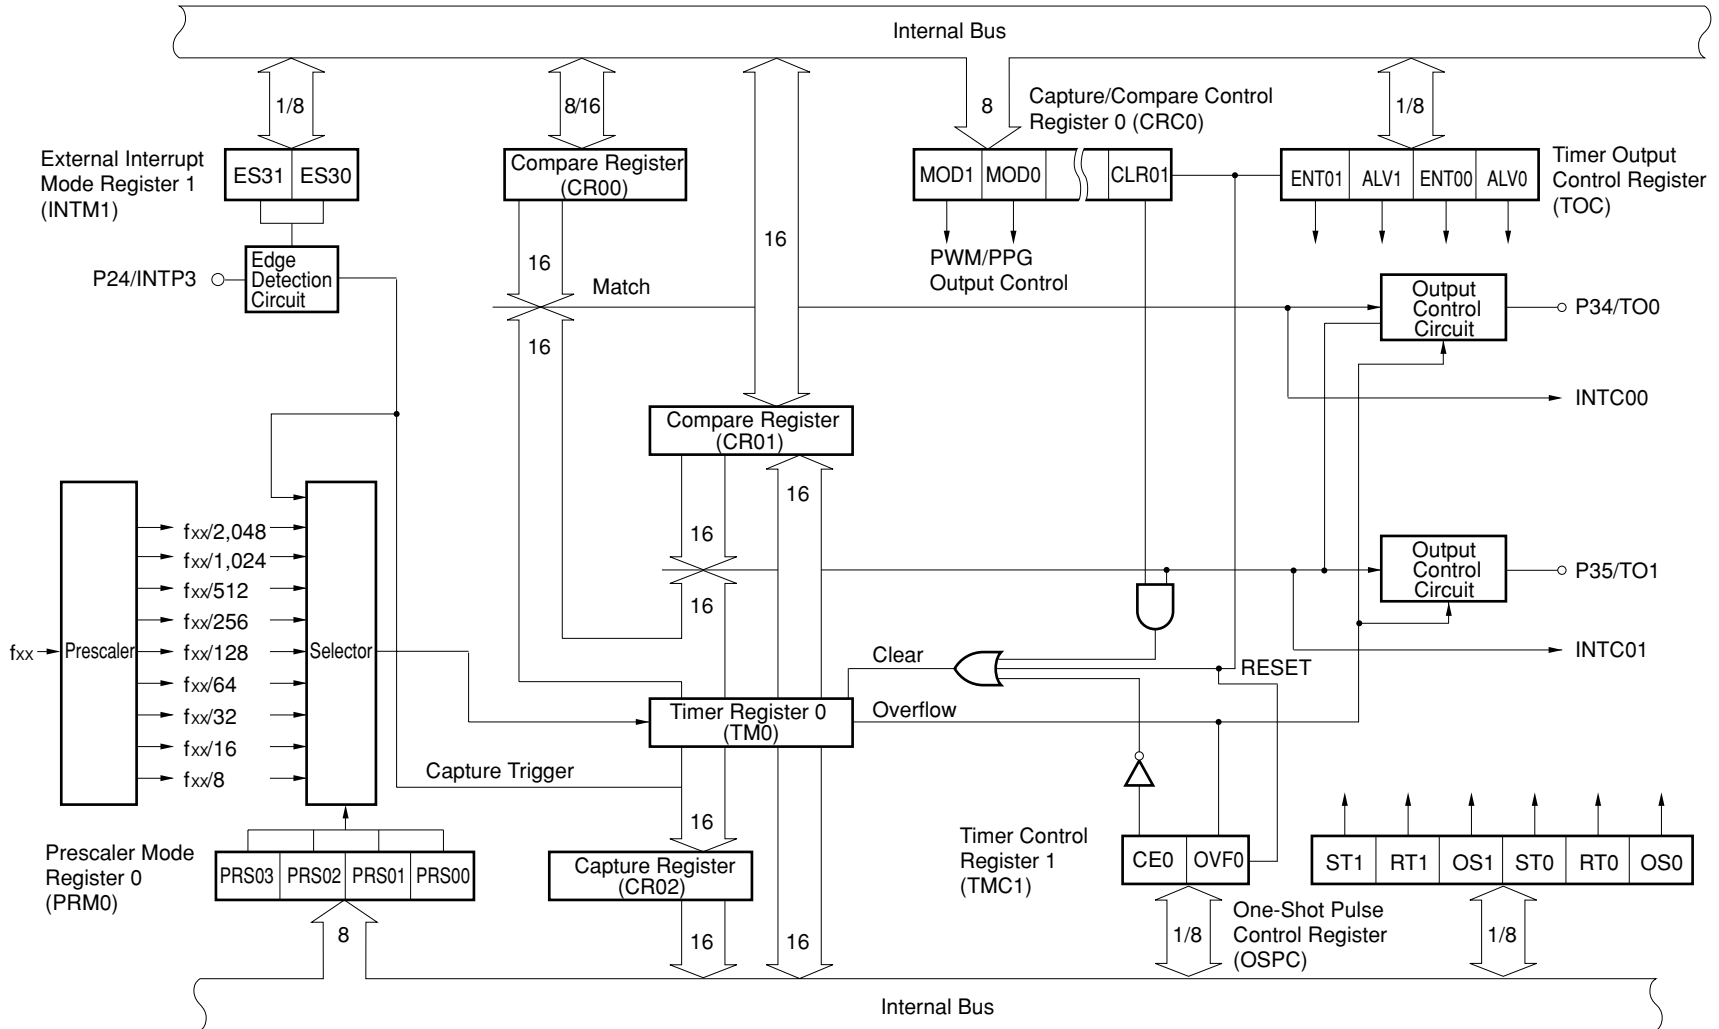 Internal Bus
1/8
8/16
8
Capture/Compare Control
Register 0 (CRC0)
1/8
External Interrupt
Mode Register 1
(INTM1)
ES31 ES30
Compare Register
(CR00)
MOD1 MOD0 CLR01
ENT01 ALV1 ENT00 ALV0
Timer Output
Control Register
(TOC)
16
16
PWM/PPG
Output Control
P24/INTP3
Edge
Detection
Circuit
Match
Output
Control
Circuit
P34/TO0
16
INTC00
Compare Register
(CR01)
16
16
fxx/2,048
fxx/1,024
fxx/512
fxx/256
fxx/128
fxx/64
fxx/32
fxx/16
fxx/8
fxx
Prescaler
Selector
16
Output
Control
Circuit
P35/TO1
INTC01
Clear
RESET
Timer Register 0
(TM0)
Overflow
Capture Trigger
16
Prescaler Mode
Register 0
(PRM0)
PRS03 PRS02 PRS01 PRS00
Capture Register
(CR02)
Timer Control
Register 1
(TMC1)
CE0 OVF0
ST1 RT1 OS1 ST0 RT0 OS0
8
16
16
1/8
One-Shot Pulse
Control Register
(OSPC)
1/8
Internal Bus